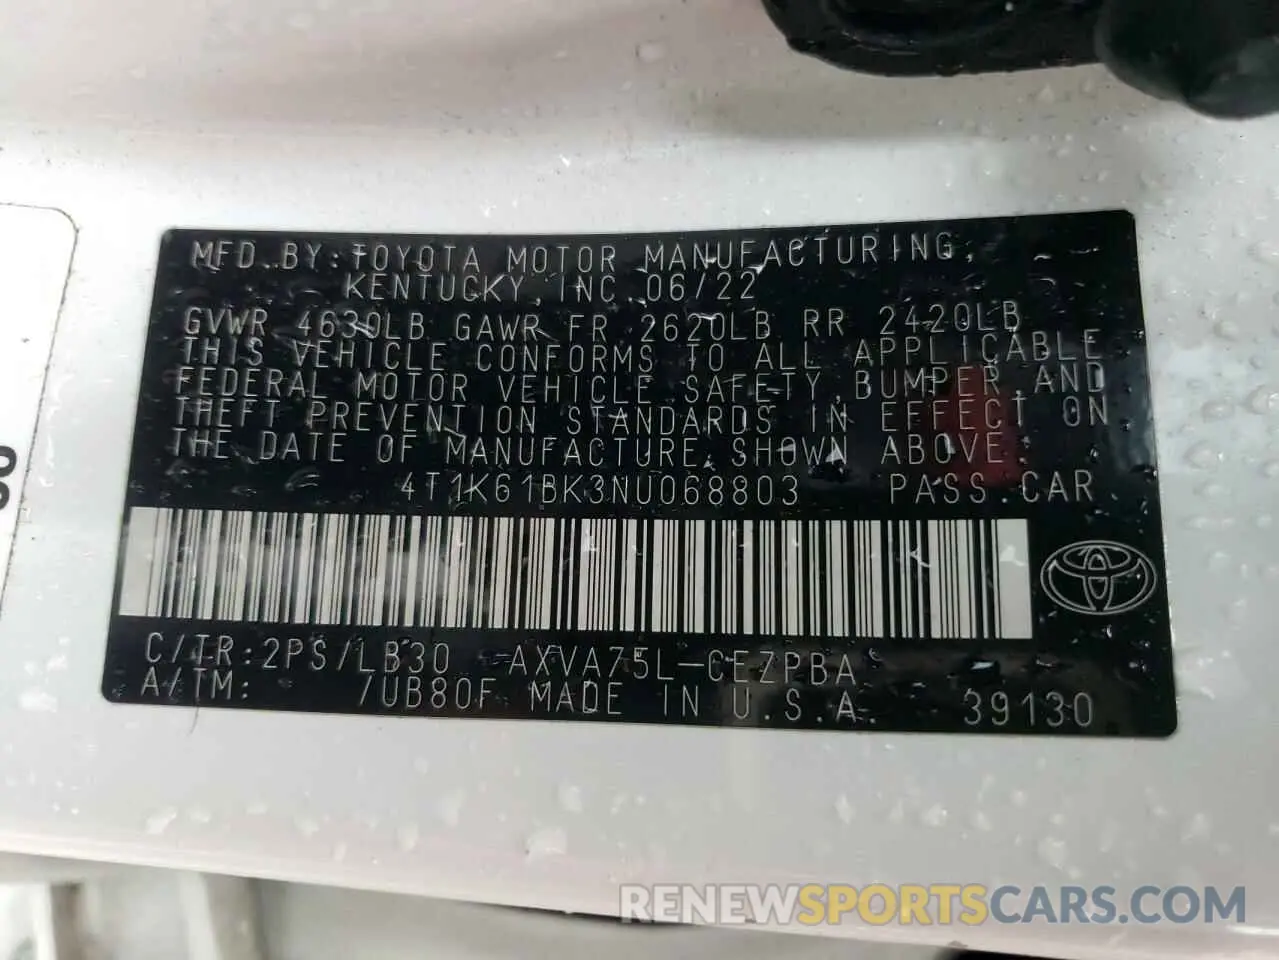 MFD. BY: TOYOTA MOTOR MANUFACTURING,
KENTUCKY, INC. 06/22
GVWR 4630LB GAWR FR 2620LB RR 2420LB
THIS VEHICLE CONFORMS TO ALL APPLICABLE
FEDERAL MOTOR VEHICLE SAFETY, BUMPER, AND
THEFT PREVENTION STANDARDS IN EFFECT ON
THE DATE OF MANUFACTURE SHOWN ABOVE.
4T1K61BK3NU068803 PASS.CAR
C/TR:2PS/LB30 AXVA75L-CEZPBA
A/TM: 7UB80F MADE IN U.S.A. 39130
RENEWSPORTSCARS.COM